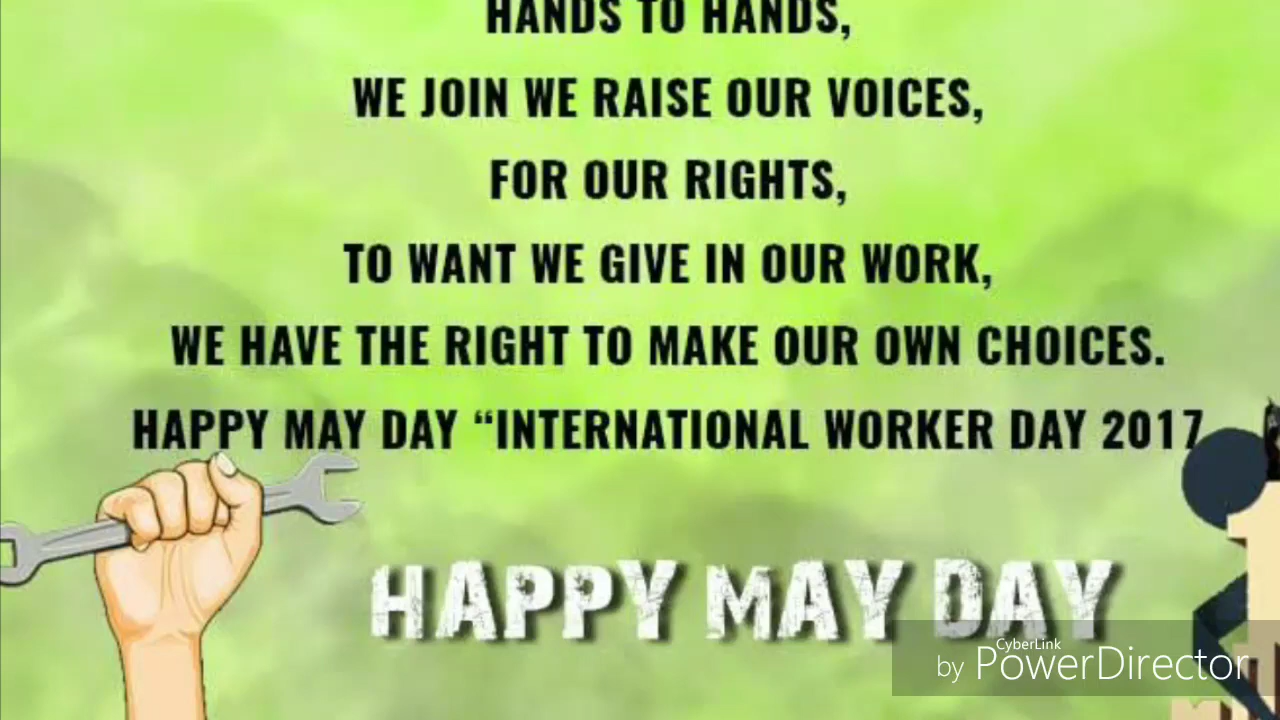 HANDS TO HANDS,
WE JOIN WE RAISE OUR VOICES,
FOR OUR RIGHTS,
TO WANT WE GIVE IN OUR WORK,
WE HAVE THE RIGHT TO MAKE OUR OWN CHOICES.
HAPPY MAY DAY “INTERNATIONAL WORKER DAY 2017
HAPPY MAY DAY
CyberLink
by PowerDirector